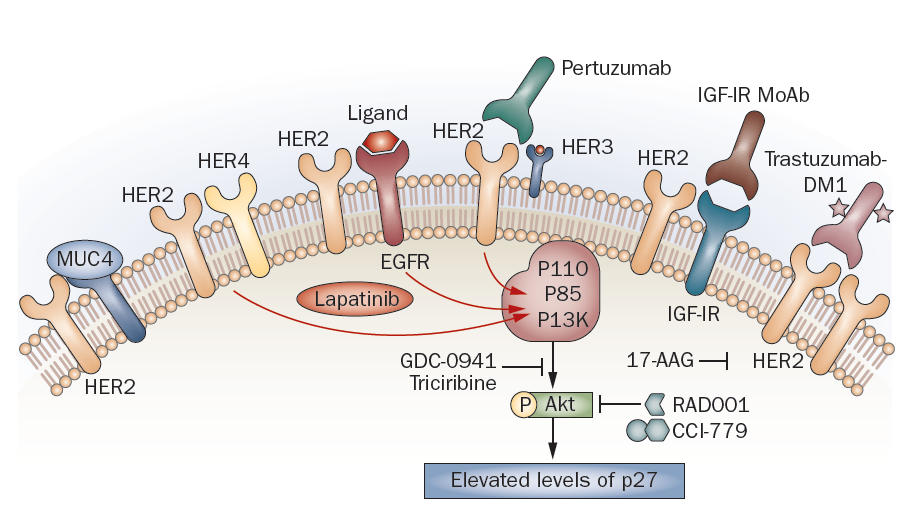 Pertuzumab
IGF-IR MoAb
Ligand
HER2
HER2
HER3
HER4
HER2
Trastuzumab-
DM1
HER2
MUC4
EGFR
P110
P85
P13K
Lapatinib
IGF-IR
GDC-0941
Triciribine
17-AAG
HER2
HER2
P
Akt
RAD001
CCI-779
Elevated levels of p27